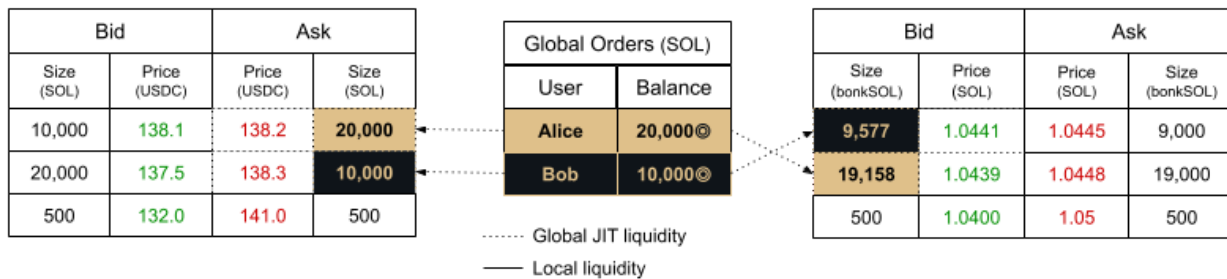 Bid Ask
Size (SOL) Price (USDC) Price (USDC) Size (SOL)
10,000 138.1 138.2 20,000
20,000 137.5 138.3 10,000
500 132.0 141.0 500
Global Orders (SOL)
User Balance
Alice 20,000◎
Bob 10,000◎
Global JIT liquidity
Local liquidity
Bid Ask
Size (bonkSOL) Price (SOL) Price (SOL) Size (bonkSOL)
9,577 1.0441 1.0445 9,000
19,158 1.0439 1.0448 19,000
500 1.0400 1.05 500